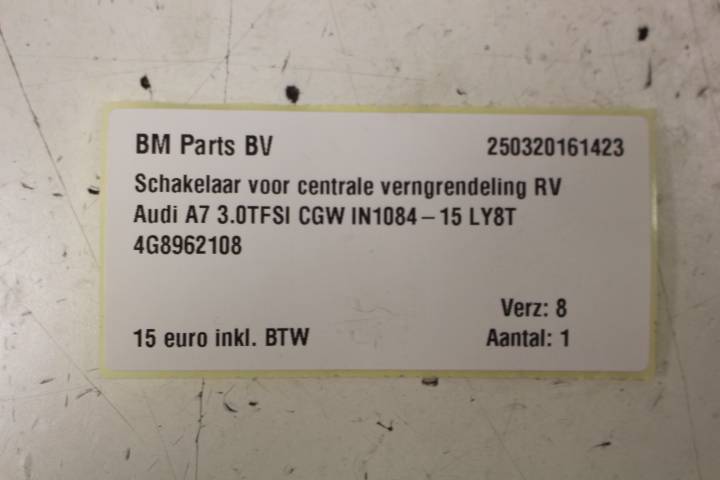 BM Parts BV 250320161423
Schakelaar voor centrale verngrendeling RV
Audi A7 3.0TFSI CGW IN1084-15 LY8T
4G8962108
Verz: 8
15 euro inkl. BTW Aantal: 1